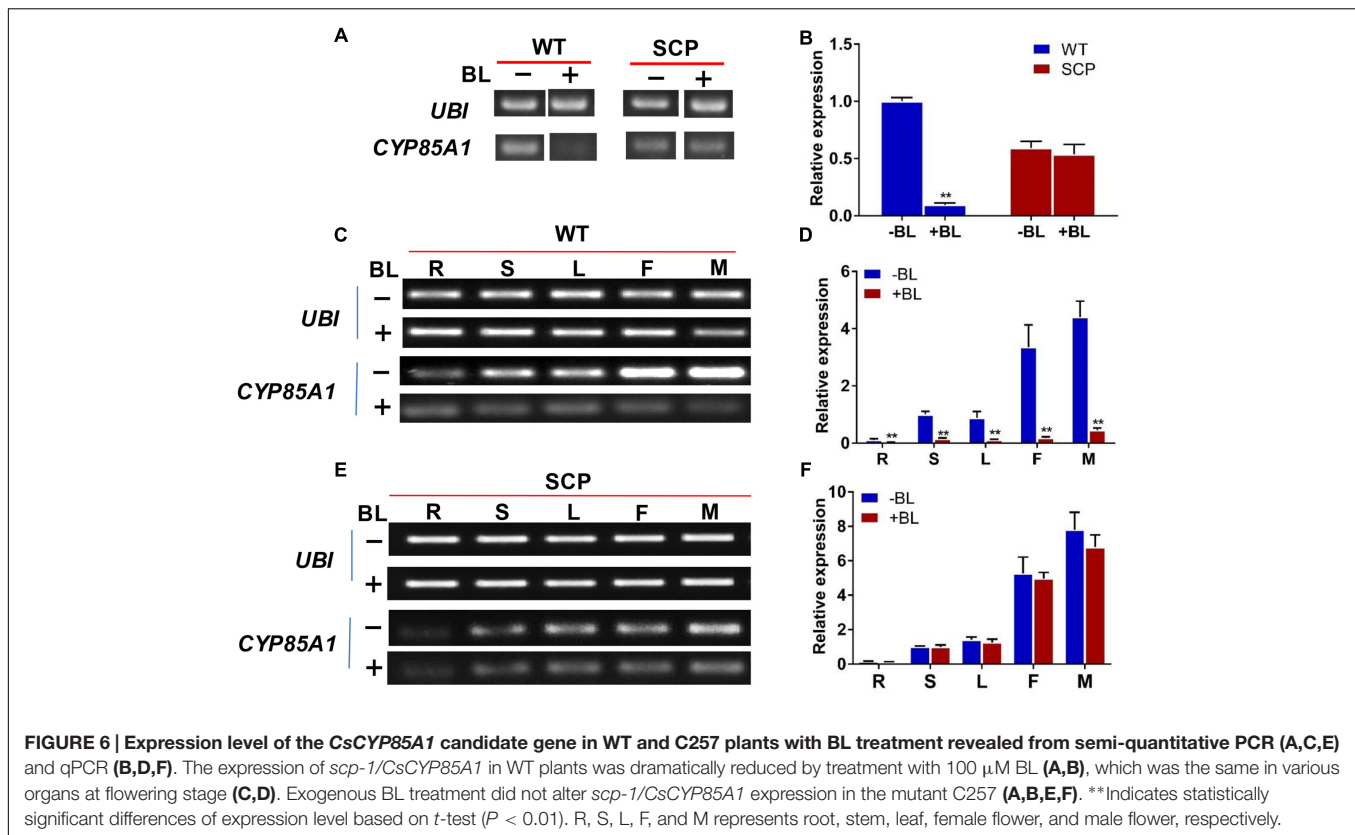 A
WT
SCP
BL
− +
− +
UBI
CYP85A1
B
Relative expression
1.5
1.0
0.5
0.0
WT
SCP
**
-BL +BL -BL +BL
C
WT
BL R S L F M
UBI
−
+
CYP85A1
−
+
D
Relative expression
6
4
2
0
-BL
+BL
** ** ** ** **
R S L F M
E
SCP
BL R S L F M
UBI
−
+
CYP85A1
−
+
F
Relative expression
10
8
6
4
2
0
-BL
+BL
R S L F M
FIGURE 6 | Expression level of the CsCYP85A1 candidate gene in WT and C257 plants with BL treatment revealed from semi-quantitative PCR (A,C,E)
and qPCR (B,D,F). The expression of scp-1/CsCYP85A1 in WT plants was dramatically reduced by treatment with 100 μM BL (A,B), which was the same in various
organs at flowering stage (C,D). Exogenous BL treatment did not alter scp-1/CsCYP85A1 expression in the mutant C257 (A,B,E,F). **Indicates statistically
significant differences of expression level based on t-test (P < 0.01). R, S, L, F, and M represents root, stem, leaf, female flower, and male flower, respectively.